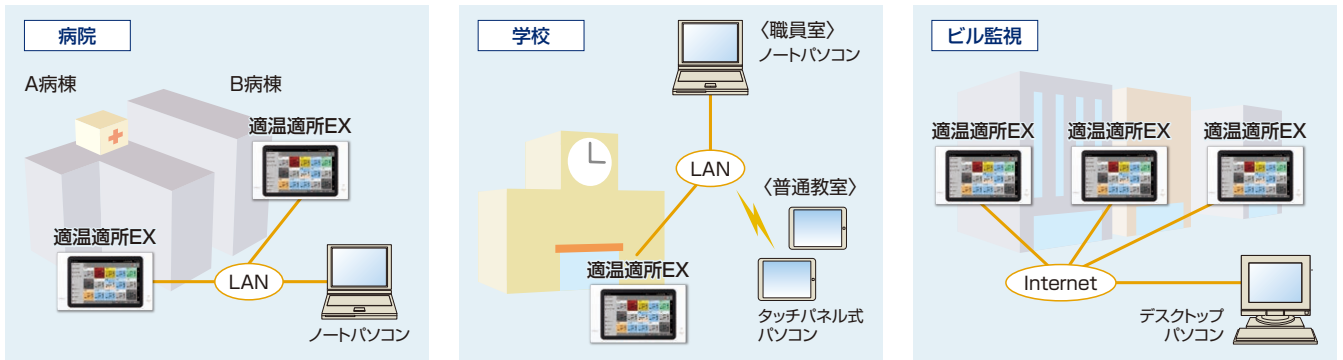 病院
A病棟
B病棟
適温適所EX
適温適所EX
LAN
ノートパソコン
学校
〈職員室〉
ノートパソコン
LAN
〈普通教室〉
適温適所EX
タッチパネル式
パソコン
ビル監視
適温適所EX
適温適所EX
適温適所EX
Internet
デスクトップ
パソコン